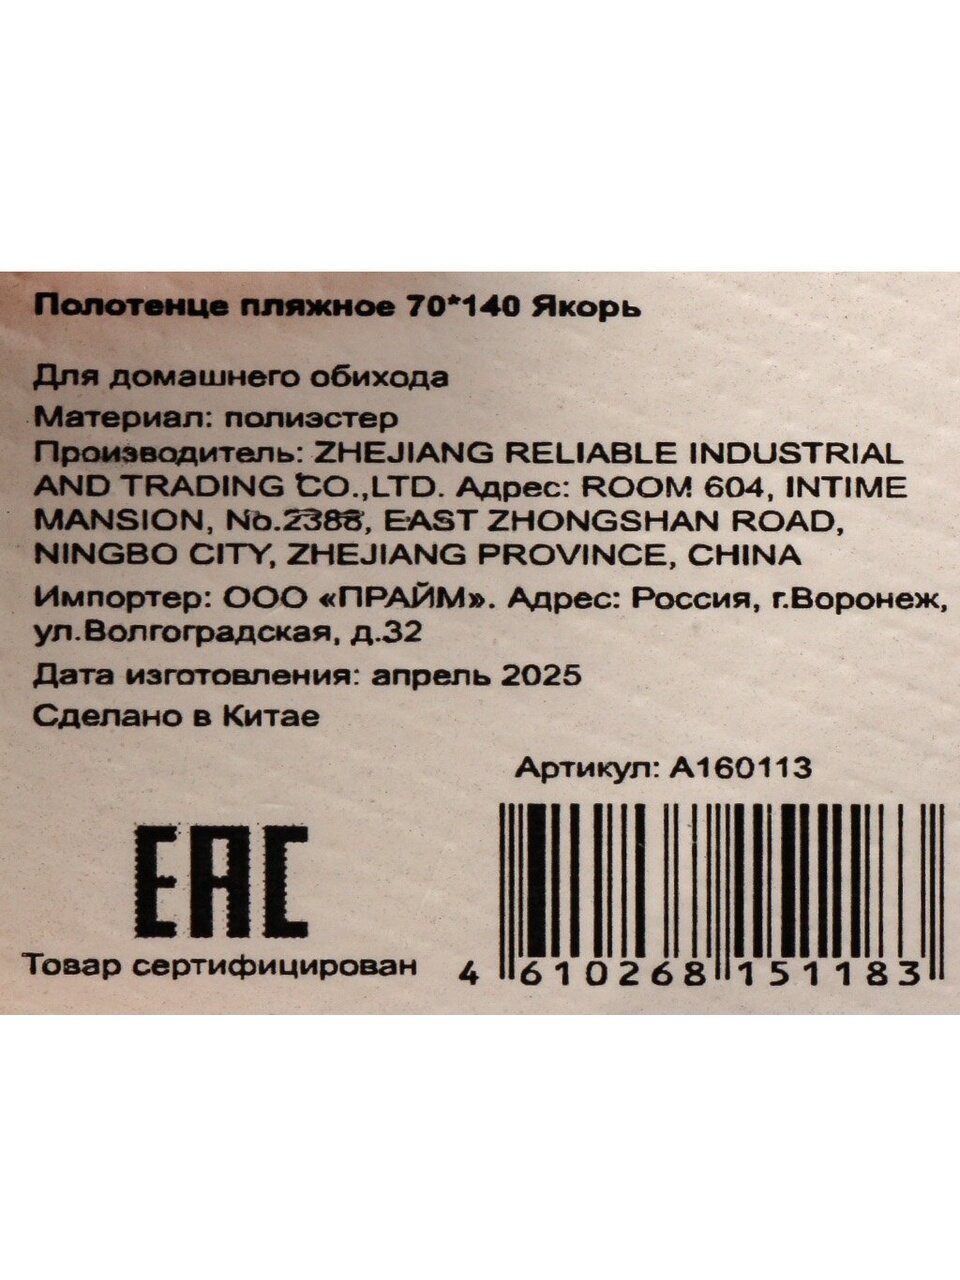 Полотенце пляжное 70*140 Якорь
Для домашнего обихода
Материал: полиэстер
Производитель: ZHEJIANG RELIABLE INDUSTRIAL
AND TRADING CO.,LTD. Адрес: ROOM 604, INTIME
MANSION, No.2388, EAST ZHONGSHAN ROAD,
NINGBO CITY, ZHEJIANG PROVINCE, CHINA
Импортер: ООО «ПРАЙМ». Адрес: Россия, г.Воронеж,
ул.Волгоградская, д.32
Дата изготовления: апрель 2025
Сделано в Китае
Артикул: А160113
EAC
Товар сертифицирован
4 610268 151183